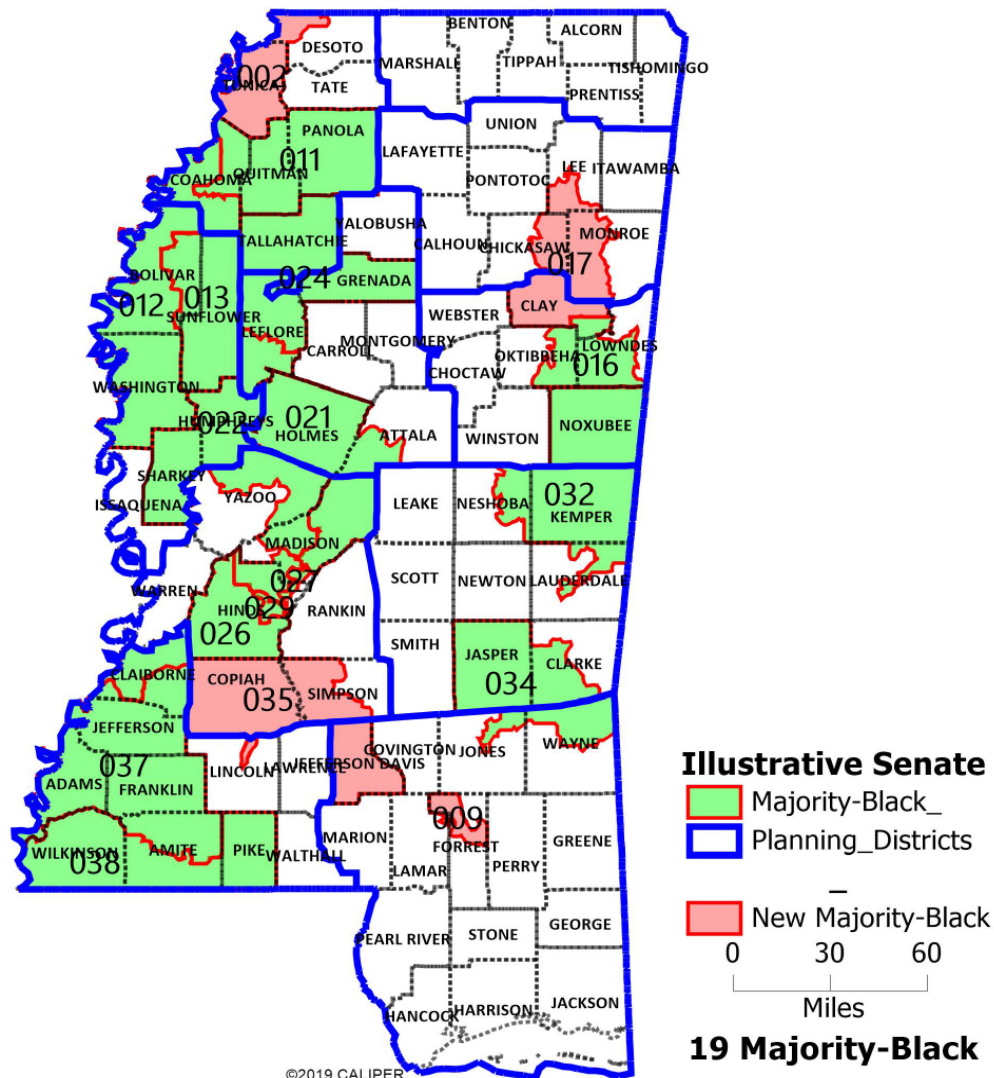 BENTON
ALCORN
DESOTO
MARSHALL
TIPPAH
TISHOMINGO
002
TUNICA
TATE
PRENTISS
PANOLA
UNION
011
LAFAYETTE
QUITMAN
COAHOMA
PONTOTOC
LEE
ITAWAMBA
YALOBUSHA
TALLAHATCHIE
CALHOUN
CHICKASAW
MONROE
017
BOLIVAR
024
GRENADA
012
013
SUNFLOWER
CLAY
WEBSTER
LEFLORE
MONTGOMERY
CARROLL
OKTIBBEHA
LOWNDES
016
CHOCTAW
WASHINGTON
HUMPHREYS
022
021
HOLMES
ATTALA
WINSTON
NOXUBEE
SHARKEY
ISSAQUENA
YAZOO
LEAKE
NESHOBA
032
KEMPER
MADISON
WARREN
027
SCOTT
NEWTON
LAUDERDALE
HINDS
029
RANKIN
026
SMITH
JASPER
CLARKE
034
CLAIBORNE
COPIAH
035
SIMPSON
JEFFERSON
COVINGTON
JONES
WAYNE
037
LINCOLN
LAWRENCE
JEFFERSON DAVIS
ADAMS
FRANKLIN
009
WILKINSON
038
AMITE
PIKE
WALTHALL
MARION
FORREST
LAMAR
PERRY
GREENE
PEARL RIVER
STONE
GEORGE
HANCOCK
HARRISON
JACKSON
©2019 CALIPER
Illustrative Senate
Majority-Black_
Planning_Districts
_
New Majority-Black
0 30 60
Miles
19 Majority-Black